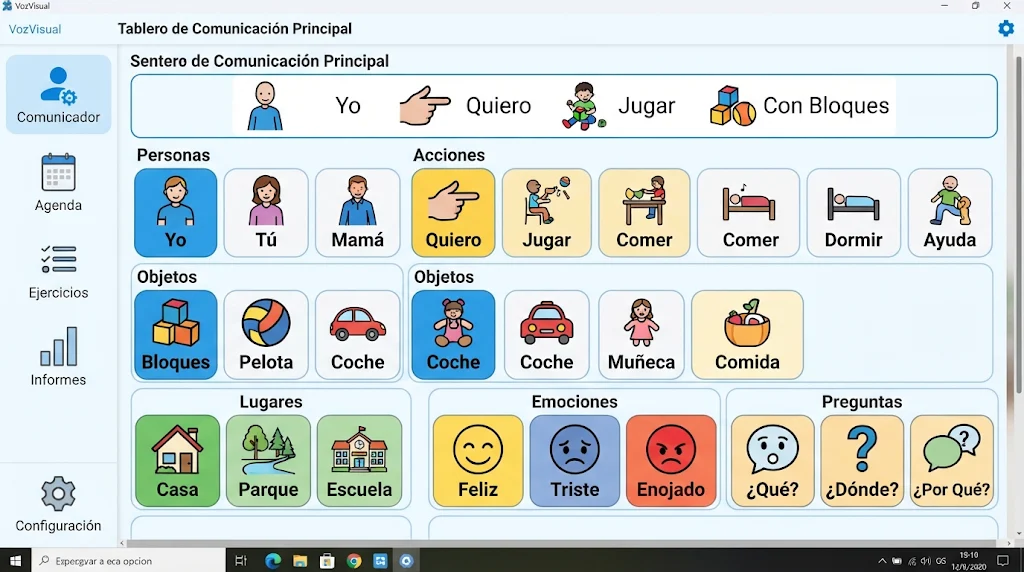 VozVisual
VozVisual
Tablero de Comunicación Principal
Sentero de Comunicación Principal
Yo Quiero Jugar Con Bloques
Comunicador
Agenda
Ejercicios
Informes
Configuración
Personas
Yo Tú Mamá
Acciones
Quiero Jugar Comer Comer Dormir Ayuda
Objetos
Bloques Pelota Coche
Objetos
Coche Coche Muñeca Comida
Lugares
Casa Parque Escuela
Emociones
Feliz Triste Enojado
Preguntas
¿Qué? ¿Dónde? ¿Por Qué?
a eca opcion
GS